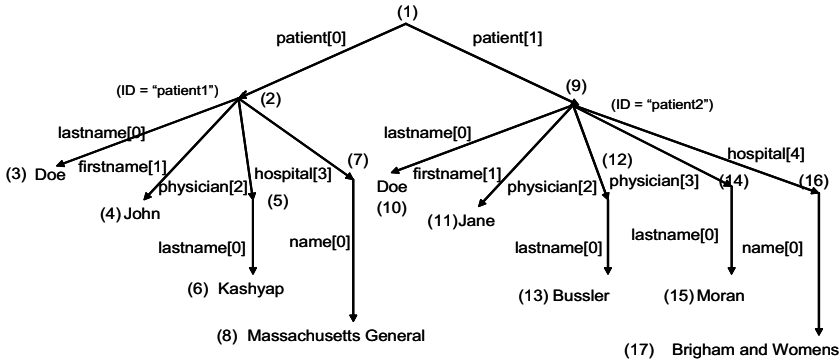 (1)
patient[0]
patient[1]
(ID = “patient1”)
(2)
(9)
(ID = “patient2”)
lastname[0]
firstname[1]
physician[2]
hospital[3]
(7)
lastname[0]
firstname[1]
physician[2]
(12)
physician[3]
hospital[4]
(3) Doe
(4) John
(5)
Doe
(10)
(11) Jane
(14)
(16)
lastname[0]
name[0]
lastname[0]
lastname[0]
name[0]
(6) Kashyap
(13) Bussler
(15) Moran
(8) Massachusetts General
(17) Brigham and Womens